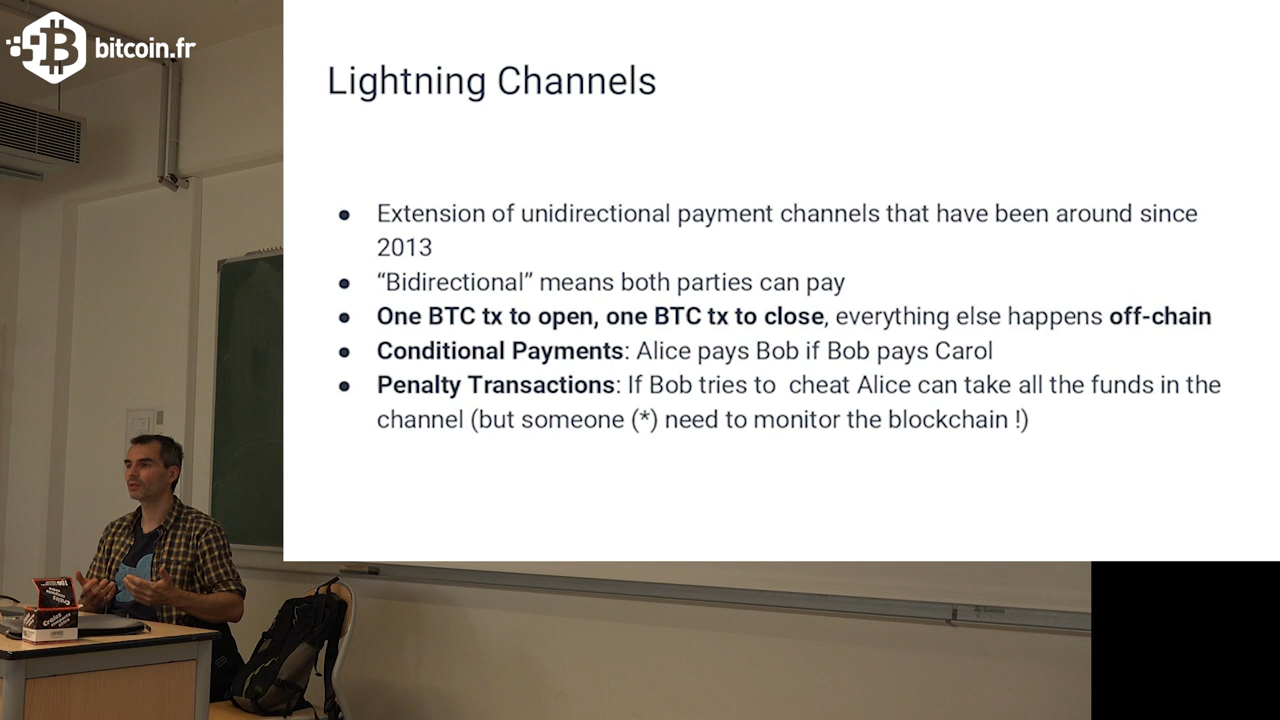 bitcoin.fr
Lightning Channels
● Extension of unidirectional payment channels that have been around since
2013
● “Bidirectional” means both parties can pay
● One BTC tx to open, one BTC tx to close, everything else happens off-chain
● Conditional Payments: Alice pays Bob if Bob pays Carol
● Penalty Transactions: If Bob tries to  cheat Alice can take all the funds in the
channel (but someone (*) need to monitor the blockchain !)
Craies